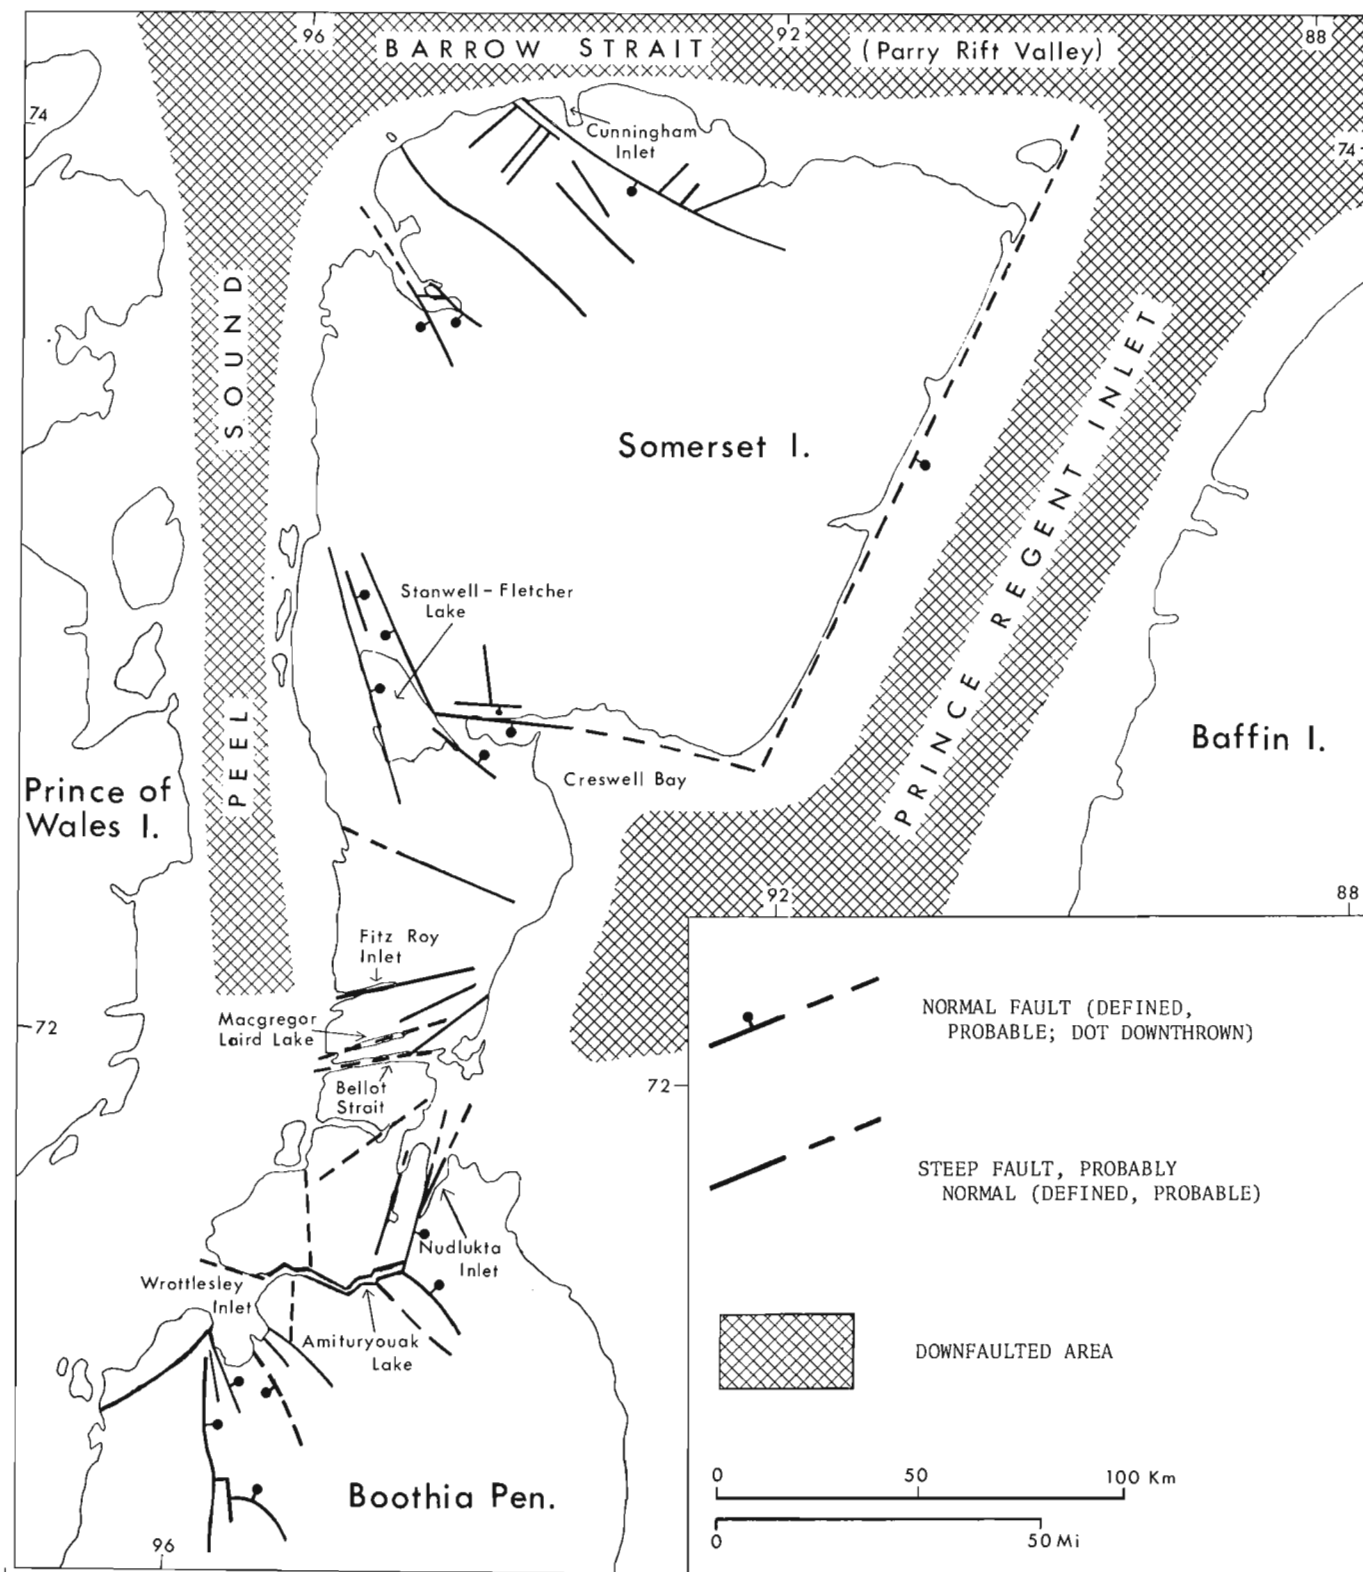 96
92
88
BARROW STRAIT
(Parry Rift Valley)
74
74
Cunningham
Inlet
PEEL SOUND
Somerset I.
PRINCE REGENT INLET
Stanwell-Fletcher
Lake
Baffin I.
Creswell Bay
Prince of
Wales I.
92
88
Fitz Roy
Inlet
72
Macgregor
Laird Lake
Bellot
Strait
72
Nudlukta
Inlet
Wrottlesley
Inlet
Amituryouak
Lake
Boothia Pen.
96
NORMAL FAULT (DEFINED,
PROBABLE; DOT DOWNTHROWN)
STEEP FAULT, PROBABLY
NORMAL (DEFINED, PROBABLE)
DOWNFAULTED AREA
0 50 100 Km
0 50 Mi